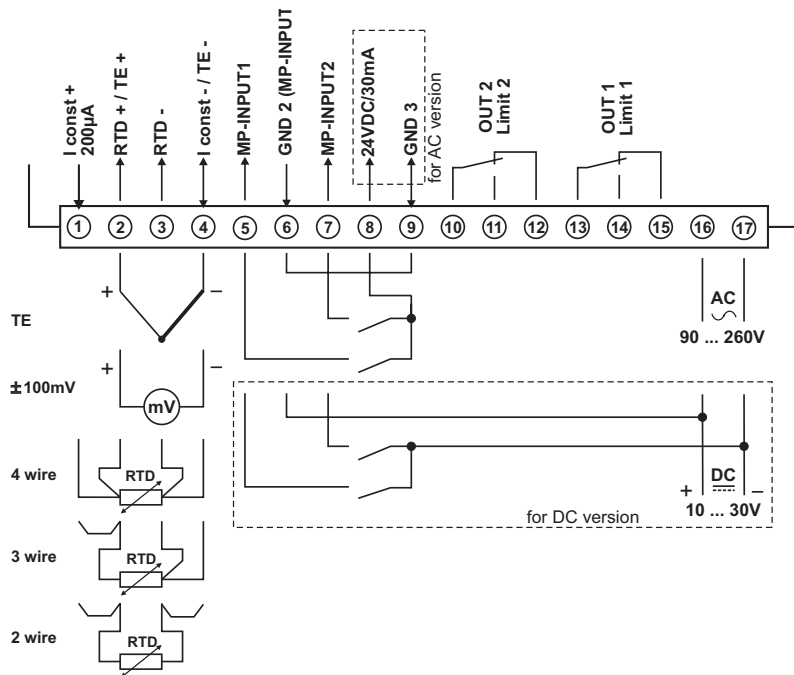 I const +
200µA
RTD + / TE +
RTD -
I const - / TE -
MP-INPUT1
GND 2 (MP-INPUT
MP-INPUT2
24VDC/30mA
GND 3
for AC version
OUT 2
Limit 2
OUT 1
Limit 1
1 2 3 4 5 6 7 8 9 10 11 12 13 14 15 16 17
+ −
TE
AC
90 ... 260V
+ −
±100mV
mV
4 wire
RTD
+ DC −
10 ... 30V
for DC version
3 wire
RTD
2 wire
RTD